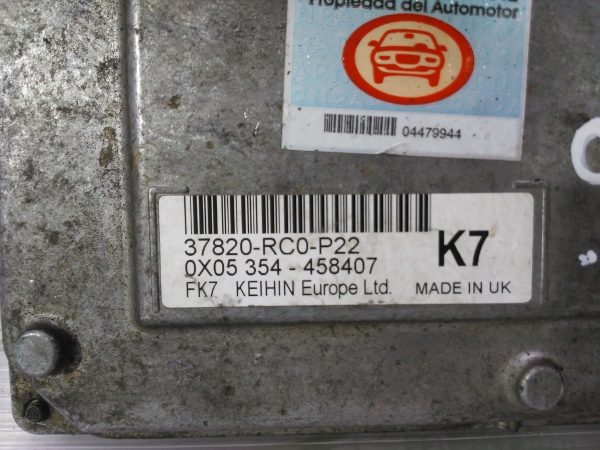 Propiedad del Automotor
04479944
37820-RC0-P22
0X05 354 - 458407
K7
FK7 KEIHIN Europe Ltd. MADE IN UK